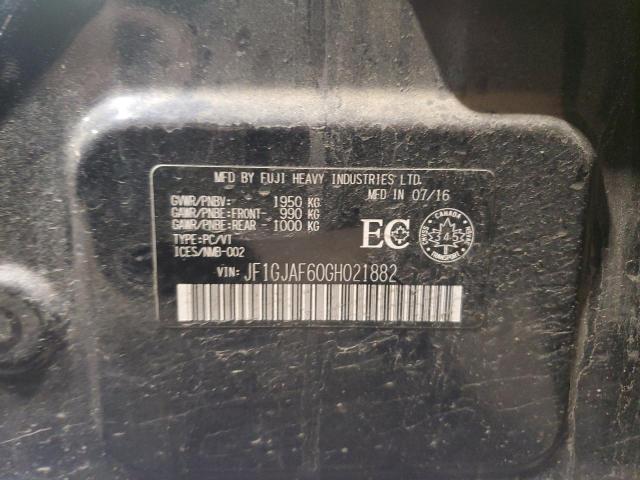 MFD BY FUJI HEAVY INDUSTRIES LTD.
MFD IN 07/16
GVWR/PNBV: 1950 KG
GAWR/PNBE:FRONT- 990 KG
GAWR/PNBE:REAR 1000 KG
TYPE:PC/VT
ICES/NMB-002
EC
CANADA
TRANSPORT
VIN: JF1GJAF60GH021882